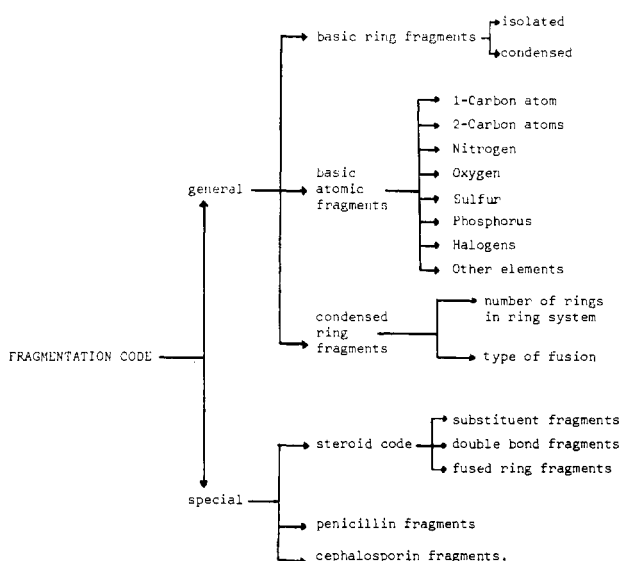 isolated
basic ring fragments
condensed
1-Carbon atom
2-Carbon atoms
Nitrogen
basic
atomic
fragments
Oxygen
general
Sulfur
Phosphorus
Halogens
Other elements
condensed
ring
fragments
number of rings
in ring system
type of fusion
FRAGMENTATION CODE
substituent fragments
steroid code
double bond fragments
fused ring fragments
special
penicillin fragments
cephalosporin fragments.